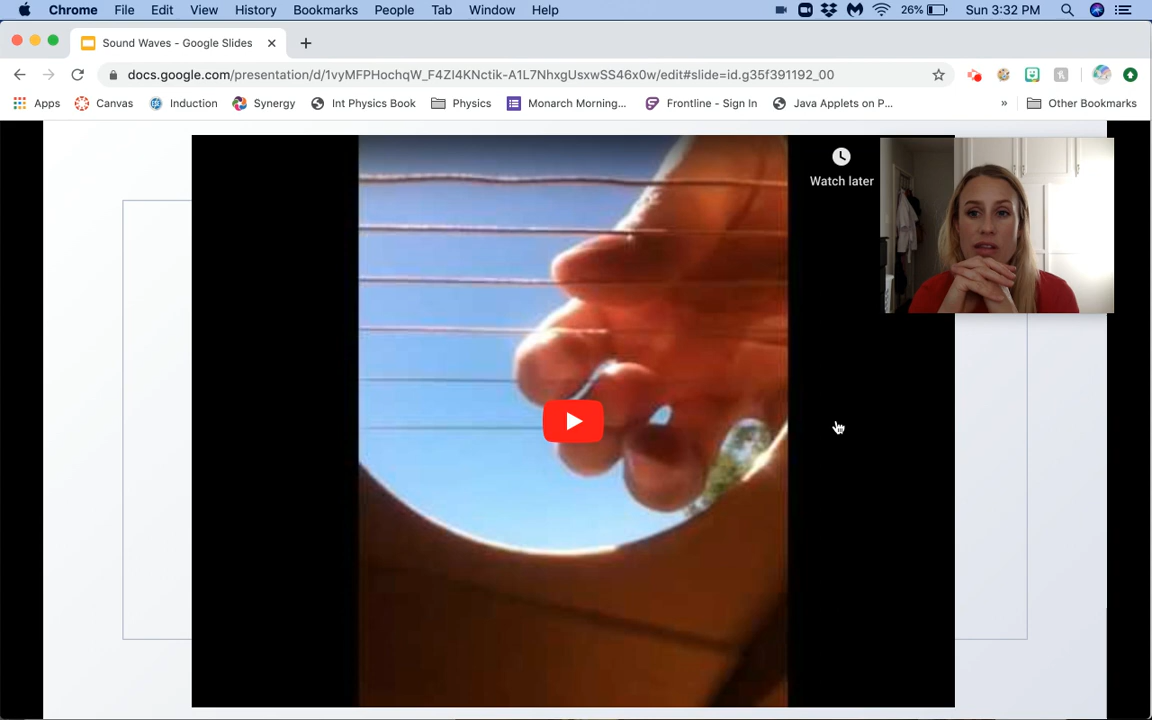 Chrome File Edit View History Bookmarks People Tab Window Help 26% Sun 3:32 PM
Sound Waves - Google Slides
docs.google.com/presentation/d/1vyMFPHochqW_F4ZI4KNctik-A1L7NhxgUsxwSS46x0w/edit#slide=id.g35f391192_00
Apps Canvas Induction Synergy Int Physics Book Physics Monarch Morning... Frontline - Sign In Java Applets on P... » Other Bookmarks
Watch later